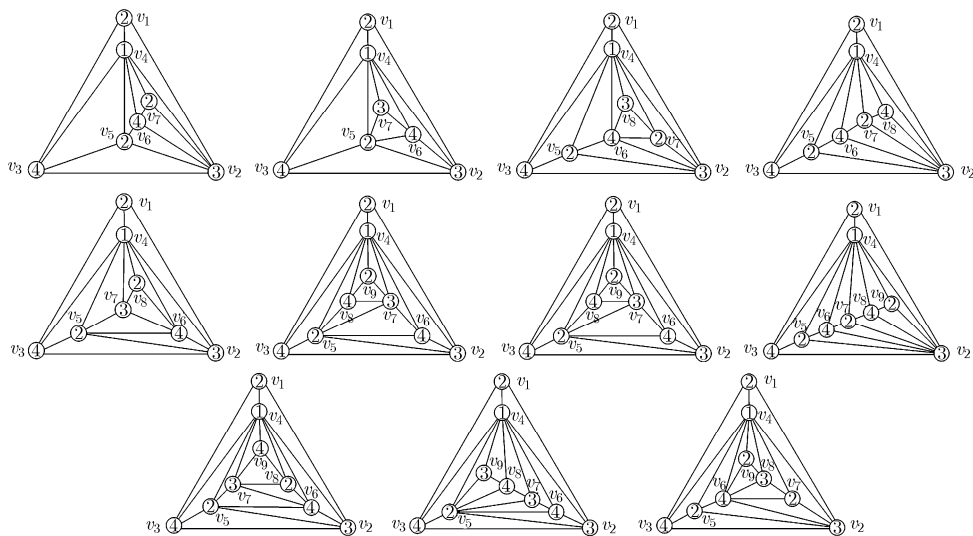 2 v₁
1 v₄
2
v₇
4
v₅ 2 v₆
v₃ 4 3 v₂
2 v₁
1 v₄
3
v₇
4
v₅ 2 v₆
v₃ 4 3 v₂
2 v₁
1 v₄
3
v₈
4 2 v₇
v₅ 2 v₆
v₃ 4 3 v₂
2 v₁
1 v₄
4
2 v₈
v₅ 4 v₇
2 v₆
v₃ 4 3 v₂
2 v₁
1 v₄
2
v₇ v₈
3
v₅ 2 v₆ 4
v₃ 4 3 v₂
2 v₁
1 v₄
2
v₉
4 3
v₈ v₇
2 v₅ v₆ 4
v₃ 4 3 v₂
2 v₁
1 v₄
2
v₉
4 3
v₈ v₇
2 v₅ v₆ 4
v₃ 4 3 v₂
2 v₁
1 v₄
v₅ v₆ v₇ v₈ v₉
2 4 2 4 2
v₃ 4 3 v₂
2 v₁
1 v₄
4
v₉
3 v₈ 2
v₇ v₆
2 v₅ 4
v₃ 4 3 v₂
2 v₁
1 v₄
v₉ v₈
3 4 v₇
3 v₆
2 v₅ 4
v₃ 4 3 v₂
2 v₁
1 v₄
2 v₈
v₉ 3 v₇
v₆ 4 2
2 v₅
v₃ 4 3 v₂